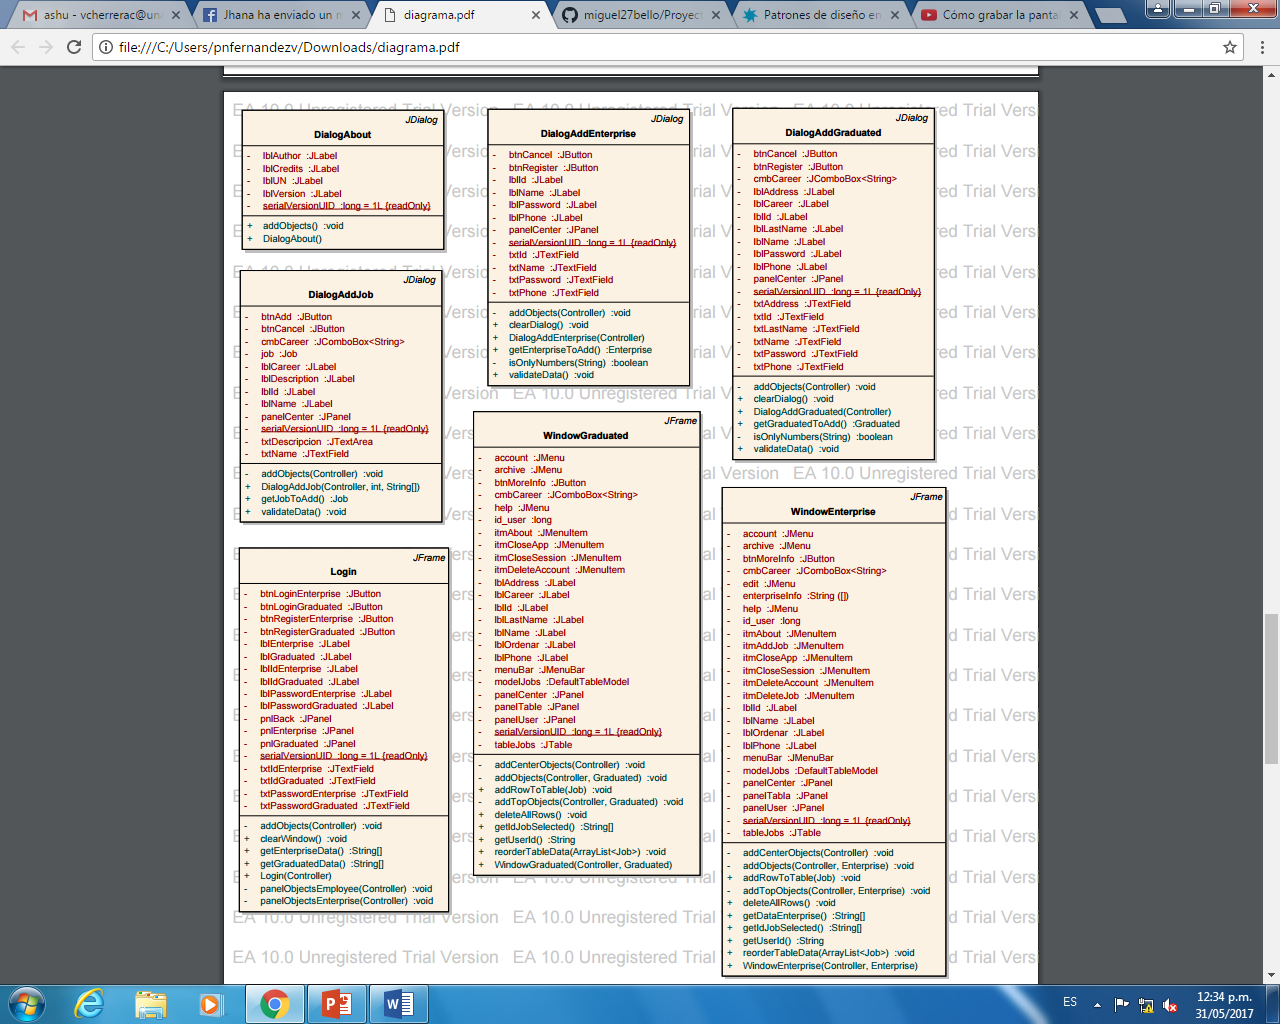 ashu - vcherrerac@un
Jhana ha enviado un m
diagrama.pdf
miguel27bello/Proyec
Patrones de diseño en
Cómo grabar la panta
file:///C:/Users/pnfernandezv/Downloads/diagrama.pdf
EA 10.0 Unregistered Trial Version
JDialog
DialogAbout
- lblAuthor :JLabel
- lblCredits :JLabel
- lblUN :JLabel
- lblVersion :JLabel
- serialVersionUID :long = 1L {readOnly}
+ addObjects() :void
+ DialogAbout()
JDialog
DialogAddEnterprise
- btnCancel :JButton
- btnRegister :JButton
- lblId :JLabel
- lblName :JLabel
- lblPassword :JLabel
- lblPhone :JLabel
- panelCenter :JPanel
- serialVersionUID :long = 1L {readOnly}
- txtId :JTextField
- txtName :JTextField
- txtPassword :JTextField
- txtPhone :JTextField
- addObjects(Controller) :void
+ clearDialog() :void
+ DialogAddEnterprise(Controller)
+ getEnterpriseToAdd() :Enterprise
- isOnlyNumbers(String) :boolean
+ validateData() :void
JDialog
DialogAddGraduated
- btnCancel :JButton
- btnRegister :JButton
- cmbCareer :JComboBox<String>
- lblAddress :JLabel
- lblCareer :JLabel
- lblId :JLabel
- lblLastName :JLabel
- lblName :JLabel
- lblPassword :JLabel
- lblPhone :JLabel
- panelCenter :JPanel
- serialVersionUID :long = 1L {readOnly}
- txtAddress :JTextField
- txtId :JTextField
- txtLastName :JTextField
- txtName :JTextField
- txtPassword :JTextField
- txtPhone :JTextField
- addObjects(Controller) :void
+ clearDialog() :void
+ DialogAddGraduated(Controller)
+ getGraduatedToAdd() :Graduated
- isOnlyNumbers(String) :boolean
+ validateData() :void
JDialog
DialogAddJob
- btnAdd :JButton
- btnCancel :JButton
- cmbCareer :JComboBox<String>
- job :Job
- lblCareer :JLabel
- lblDescription :JLabel
- lblId :JLabel
- lblName :JLabel
- panelCenter :JPanel
- serialVersionUID :long = 1L {readOnly}
- txtDescripcion :JTextArea
- txtName :JTextField
- addObjects(Controller) :void
+ DialogAddJob(Controller, int, String[])
+ getJobToAdd() :Job
+ validateData() :void
JFrame
WindowGraduated
- account :JMenu
- archive :JMenu
- btnMoreInfo :JButton
- cmbCareer :JComboBox<String>
- help :JMenu
- id_user :long
- itmAbout :JMenuItem
- itmCloseApp :JMenuItem
- itmCloseSession :JMenuItem
- itmDeleteAccount :JMenuItem
- lblAddress :JLabel
- lblCareer :JLabel
- lblId :JLabel
- lblLastName :JLabel
- lblName :JLabel
- lblOrdenar :JLabel
- lblPhone :JLabel
- menuBar :JMenuBar
- modelJobs :DefaultTableModel
- panelCenter :JPanel
- panelTable :JPanel
- panelUser :JPanel
- serialVersionUID :long = 1L {readOnly}
- tableJobs :JTable
- addCenterObjects(Controller) :void
- addObjects(Controller, Graduated) :void
+ addRowToTable(Job) :void
- addTopObjects(Controller, Graduated) :void
+ deleteAllRows() :void
+ getIdJobSelected() :String[]
+ getUserId() :String
+ reorderTableData(ArrayList<Job>) :void
+ WindowGraduated(Controller, Graduated)
JFrame
WindowEnterprise
- account :JMenu
- archive :JMenu
- btnMoreInfo :JButton
- cmbCareer :JComboBox<String>
- edit :JMenu
- enterpriseInfo :String ([])
- help :JMenu
- id_user :long
- itmAbout :JMenuItem
- itmAddJob :JMenuItem
- itmCloseApp :JMenuItem
- itmCloseSession :JMenuItem
- itmDeleteAccount :JMenuItem
- itmDeleteJob :JMenuItem
- lblId :JLabel
- lblName :JLabel
- lblOrdenar :JLabel
- lblPhone :JLabel
- menuBar :JMenuBar
- modelJobs :DefaultTableModel
- panelCenter :JPanel
- panelTabla :JPanel
- panelUser :JPanel
- serialVersionUID :long = 1L {readOnly}
- tableJobs :JTable
- addCenterObjects(Controller) :void
- addObjects(Controller, Enterprise) :void
+ addRowToTable(Job) :void
- addTopObjects(Controller, Enterprise) :void
+ deleteAllRows() :void
+ getDataEnterprise() :String[]
+ getIdJobSelected() :String[]
+ getUserId() :String
+ reorderTableData(ArrayList<Job>) :void
+ WindowEnterprise(Controller, Enterprise)
JFrame
Login
- btnLoginEnterprise :JButton
- btnLoginGraduated :JButton
- btnRegisterEnterprise :JButton
- btnRegisterGraduated :JButton
- lblEnterprise :JLabel
- lblGraduated :JLabel
- lblIdEnterprise :JLabel
- lblIdGraduated :JLabel
- lblPasswordEnterprise :JLabel
- lblPasswordGraduated :JLabel
- pnlBack :JPanel
- pnlEnterprise :JPanel
- pnlGraduated :JPanel
- serialVersionUID :long = 1L {readOnly}
- txtIdEnterprise :JTextField
- txtIdGraduated :JTextField
- txtPasswordEnterprise :JTextField
- txtPasswordGraduated :JTextField
- addObjects(Controller) :void
+ clearWindow() :void
+ getEnterpriseData() :String[]
+ getGraduatedData() :String[]
+ Login(Controller)
- panelObjectsEmployee(Controller) :void
- panelObjectsEnterprise(Controller) :void
EA 10.0 Unregistered Trial Version EA 10.0 Unregistered Trial
EA 10.0 Unregistered Trial Version EA 10.0 Unregistered Trial
ES
12:34 p.m.
31/05/2017